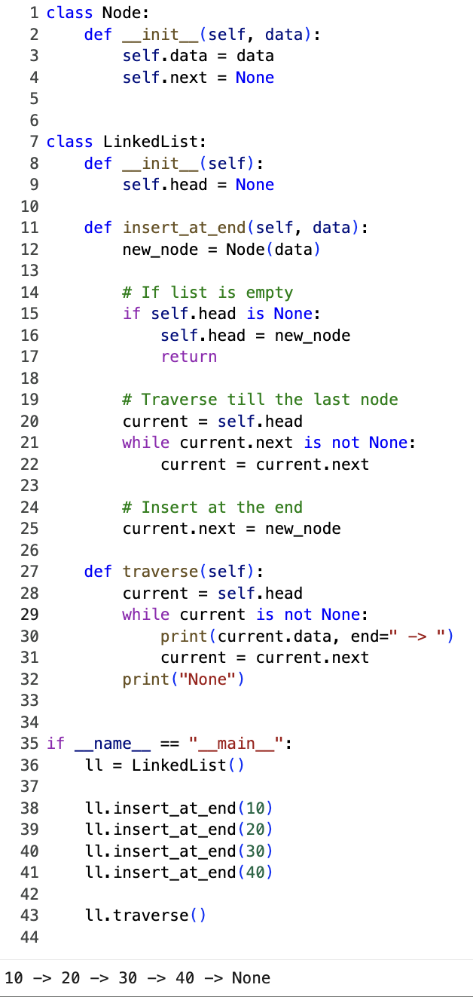 1 class Node:
2     def __init__(self, data):
3         self.data = data
4         self.next = None
5
6
7 class LinkedList:
8     def __init__(self):
9         self.head = None
10
11     def insert_at_end(self, data):
12         new_node = Node(data)
13
14         # If list is empty
15         if self.head is None:
16             self.head = new_node
17             return
18
19         # Traverse till the last node
20         current = self.head
21         while current.next is not None:
22             current = current.next
23
24         # Insert at the end
25         current.next = new_node
26
27     def traverse(self):
28         current = self.head
29         while current is not None:
30             print(current.data, end=" -> ")
31             current = current.next
32         print("None")
33
34
35 if __name__ == "__main__":
36     ll = LinkedList()
37
38     ll.insert_at_end(10)
39     ll.insert_at_end(20)
40     ll.insert_at_end(30)
41     ll.insert_at_end(40)
42
43     ll.traverse()
44
10 -> 20 -> 30 -> 40 -> None